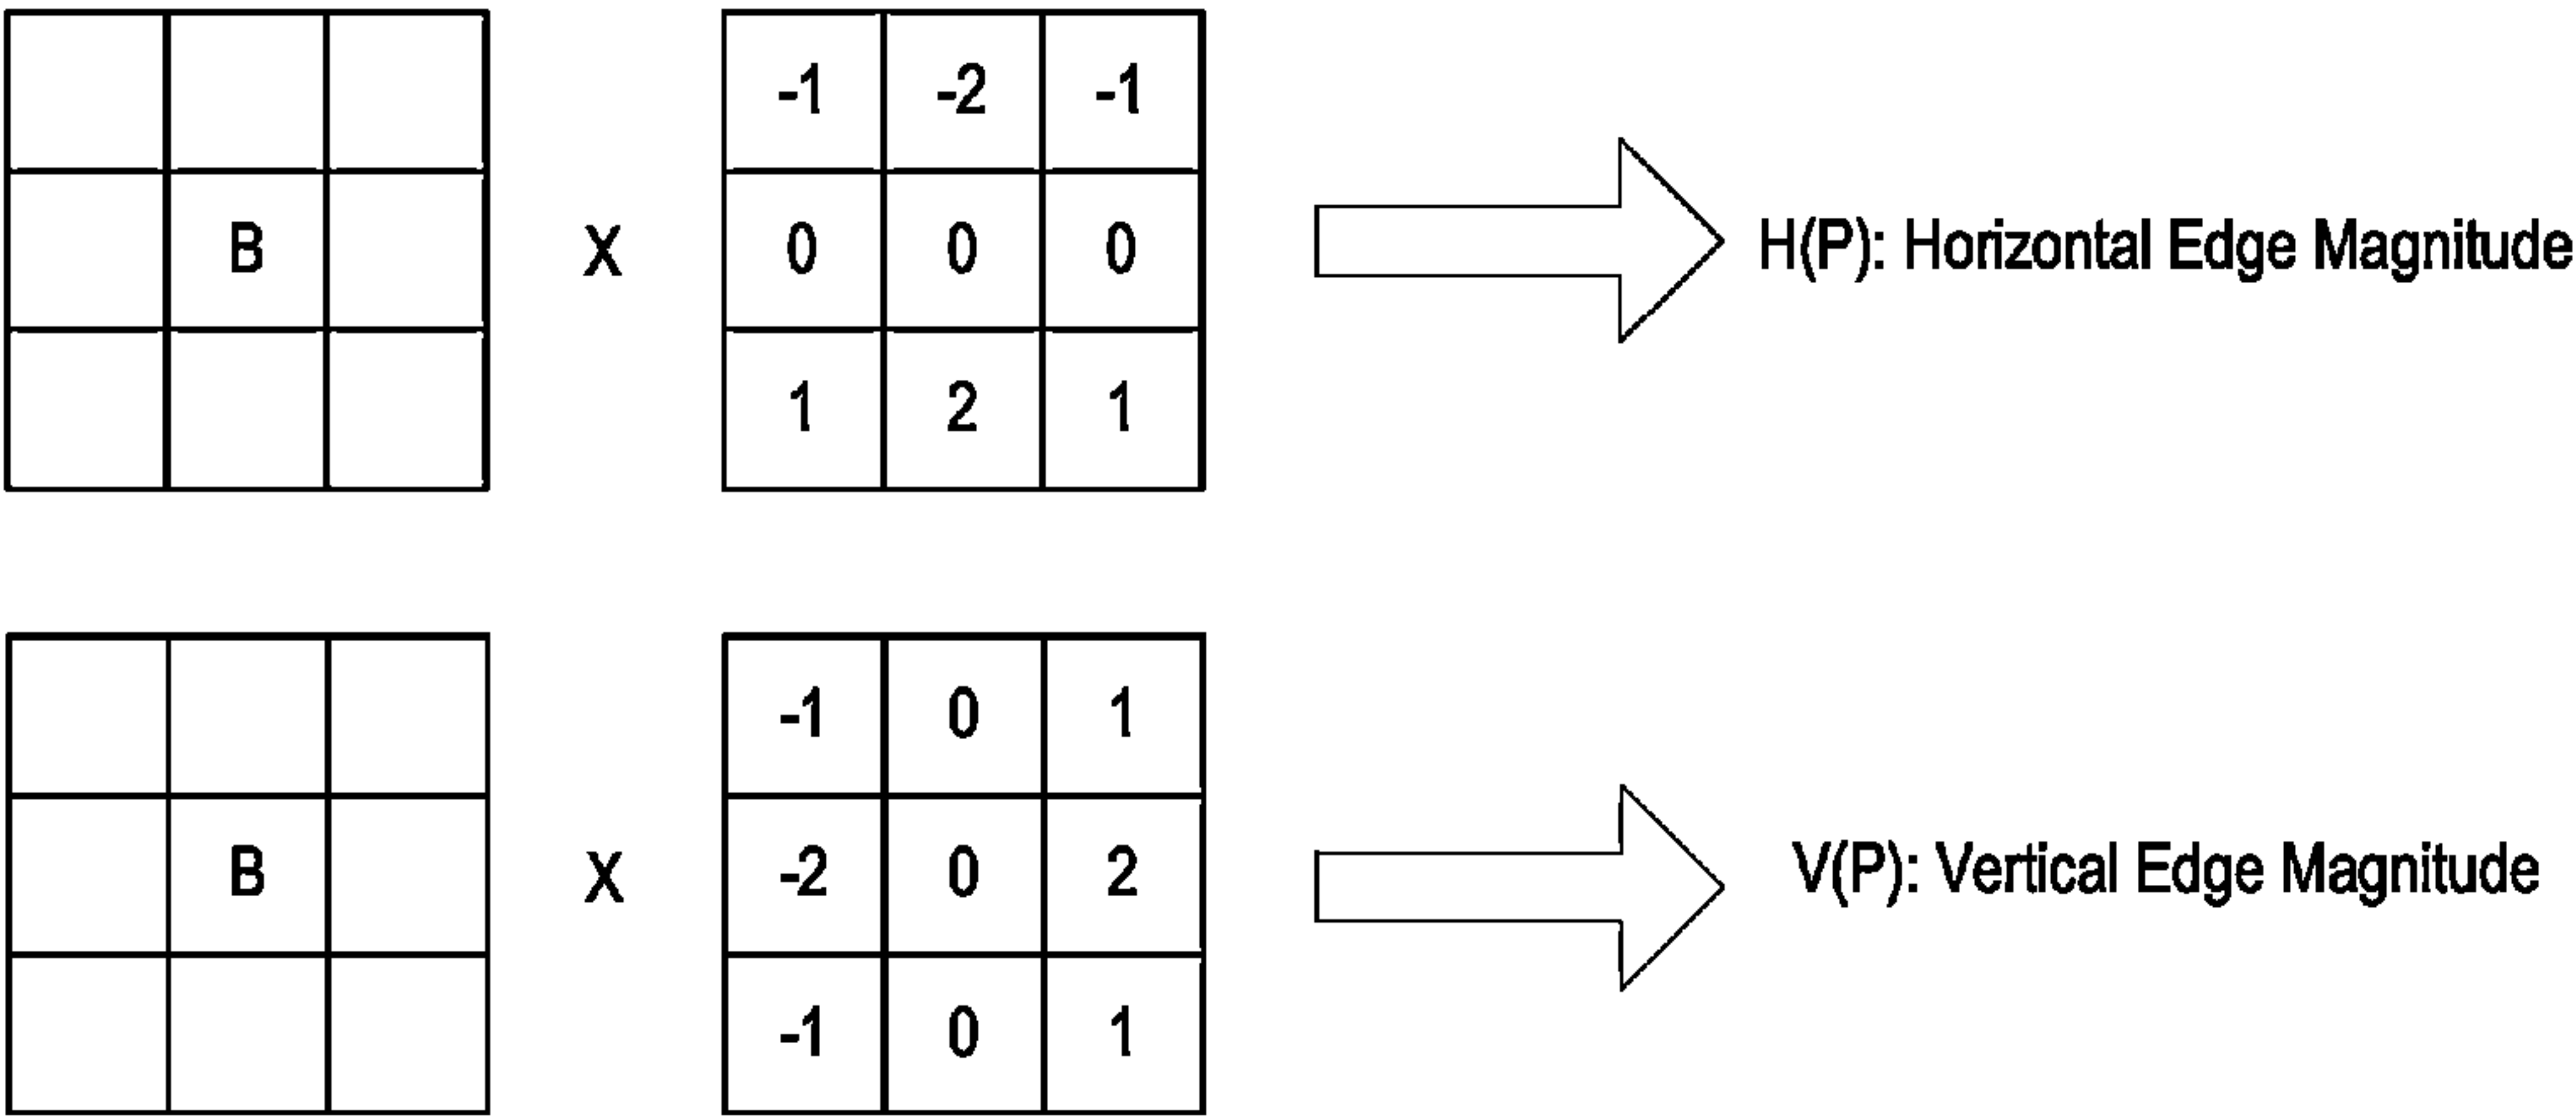 -1 -2 -1
B X 0 0 0 H(P): Horizontal Edge Magnitude
1 2 1
-1 0 1
B X -2 0 2 V(P): Vertical Edge Magnitude
-1 0 1